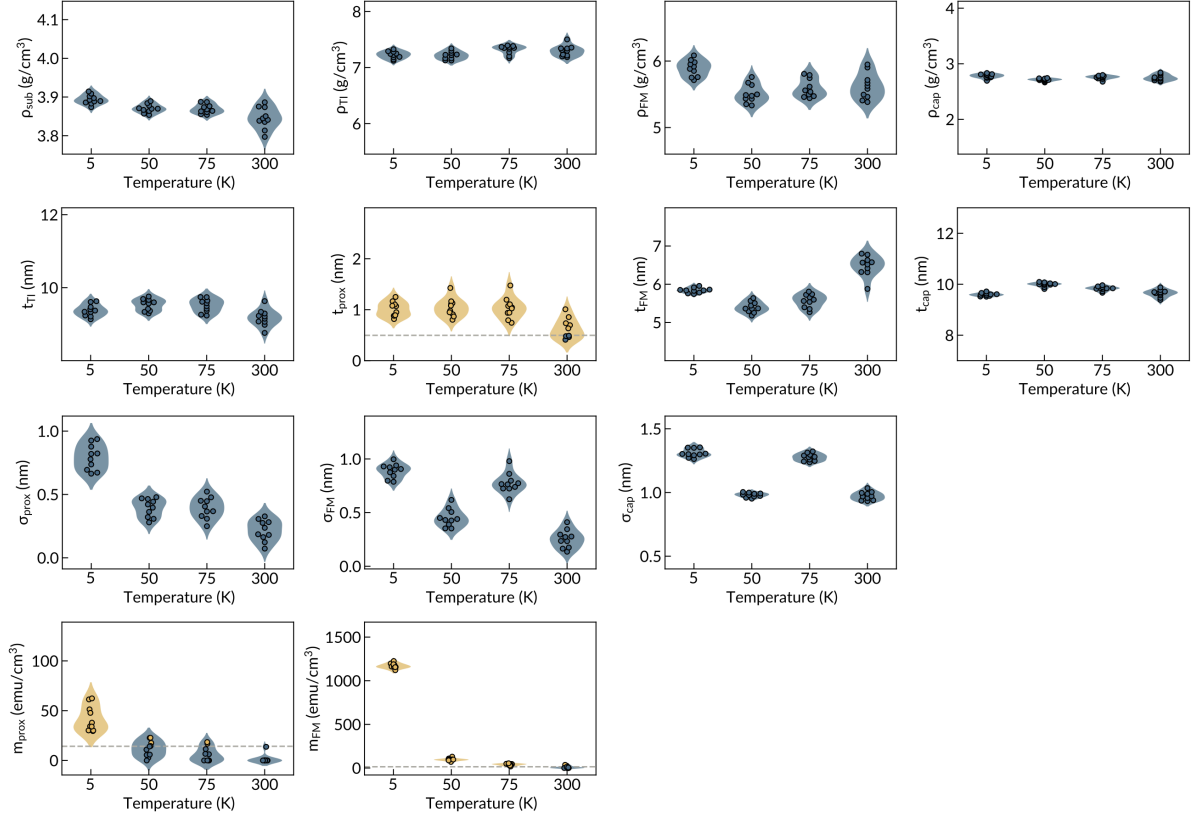 4.1
4.0
3.9
3.8
ρsub (g/cm³)
5 50 75 300
Temperature (K)
8
7
6
ρTI (g/cm³)
5 50 75 300
Temperature (K)
6
5
ρFM (g/cm³)
5 50 75 300
Temperature (K)
4
3
2
ρcap (g/cm³)
5 50 75 300
Temperature (K)
12
10
tTI (nm)
5 50 75 300
Temperature (K)
2
1
0
tprox (nm)
5 50 75 300
Temperature (K)
7
6
5
tFM (nm)
5 50 75 300
Temperature (K)
12
10
8
tcap (nm)
5 50 75 300
Temperature (K)
1.0
0.5
0.0
σprox (nm)
5 50 75 300
Temperature (K)
1.0
0.5
0.0
σFM (nm)
5 50 75 300
Temperature (K)
1.5
1.0
0.5
σcap (nm)
5 50 75 300
Temperature (K)
100
50
0
mprox (emu/cm³)
5 50 75 300
Temperature (K)
1500
1000
500
0
mFM (emu/cm³)
5 50 75 300
Temperature (K)